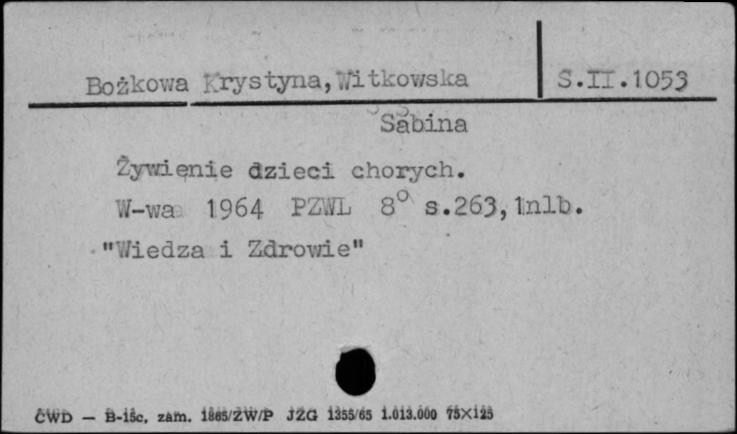 Bożkowa Krystyna, Witkowska S.II.1053
Sabina
Żywienie dzieci chorych.
W-wa 1964 PZWL 8° s.263, 1nlb.
"Wiedza i Zdrowie"
CWD — B-15c, zam. 1865/ZW/P JZG 1355/65 1.013.000 75×125